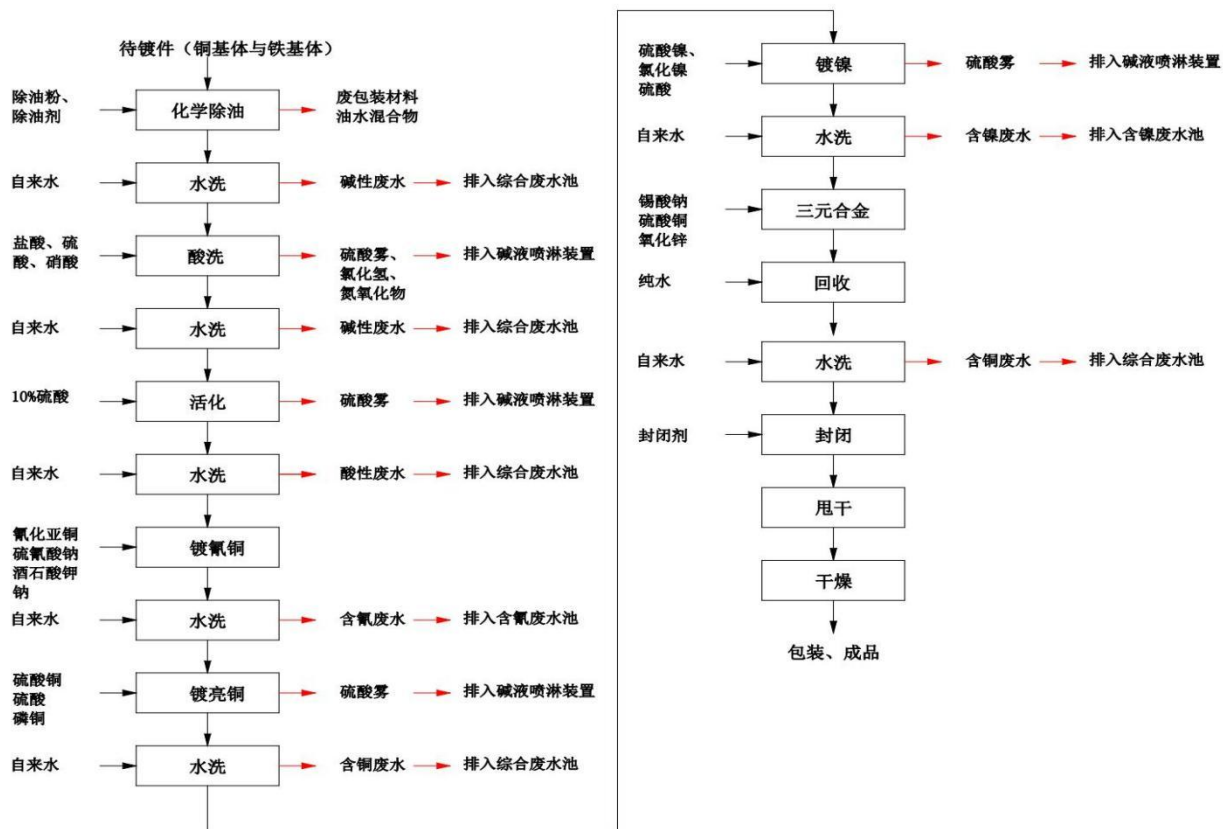 待镀件（铜基体与铁基体）
除油粉、
除油剂
化学除油
废包装材料
油水混合物
自来水
水洗
碱性废水
排入综合废水池
盐酸、硫
酸、硝酸
酸洗
硫酸雾、
氯化氢、
氮氧化物
排入碱液喷淋装置
自来水
水洗
碱性废水
排入综合废水池
10%硫酸
活化
硫酸雾
排入碱液喷淋装置
自来水
水洗
酸性废水
排入综合废水池
氰化亚铜
硫氰酸钠
酒石酸钾
钠
镀氰铜
自来水
水洗
含氰废水
排入含氰废水池
硫酸铜
硫酸
磷铜
镀亮铜
硫酸雾
排入碱液喷淋装置
自来水
水洗
含铜废水
排入综合废水池
硫酸镍、
氯化镍
硫酸
镀镍
硫酸雾
排入碱液喷淋装置
自来水
水洗
含镍废水
排入含镍废水池
锡酸钠
硫酸铜
氧化锌
三元合金
纯水
回收
自来水
水洗
含铜废水
排入综合废水池
封闭剂
封闭
甩干
干燥
包装、成品